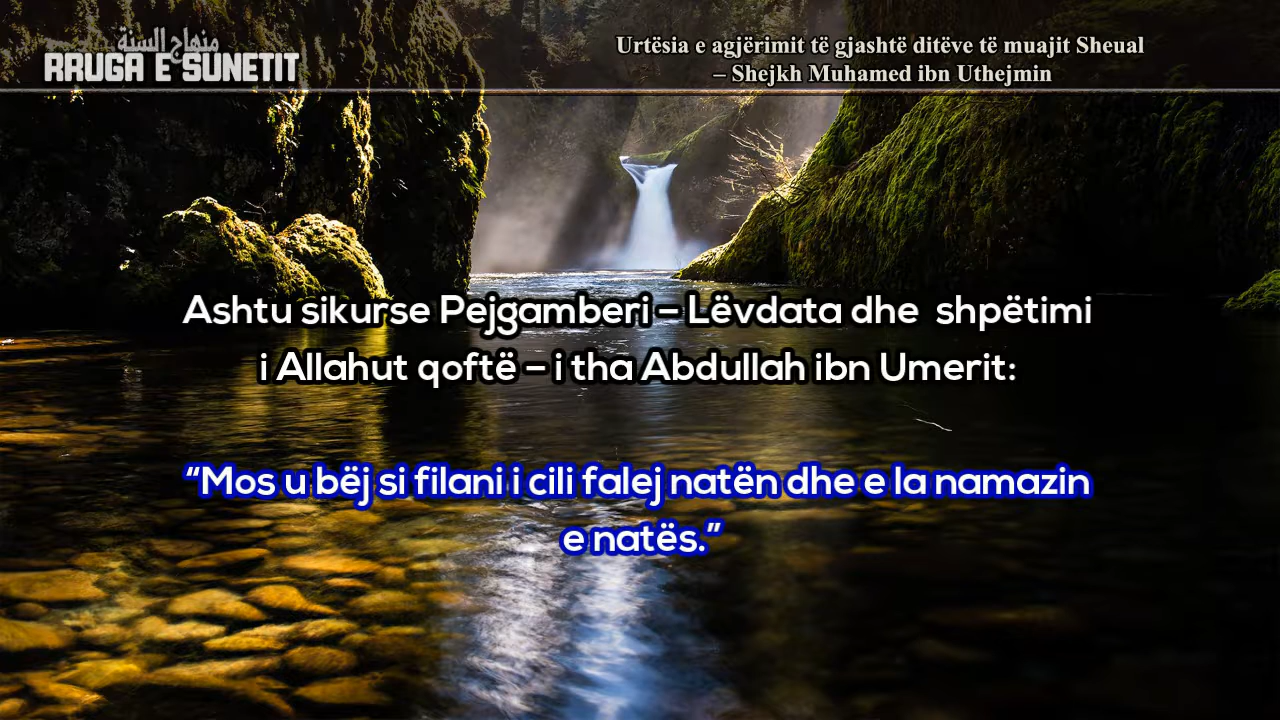 منهاج السنة
RRUGA E SUNETIT
Urtësia e agjërimit të gjashtë ditëve të muajit Sheual
– Shejkh Muhamed ibn Uthejmin
Ashtu sikurse Pejgamberi – Lëvdata dhe shpëtimi
i Allahut qoftë – i tha Abdullah ibn Umerit:
“Mos u bëj si filani i cili falej natën dhe e la namazin
e natës.”